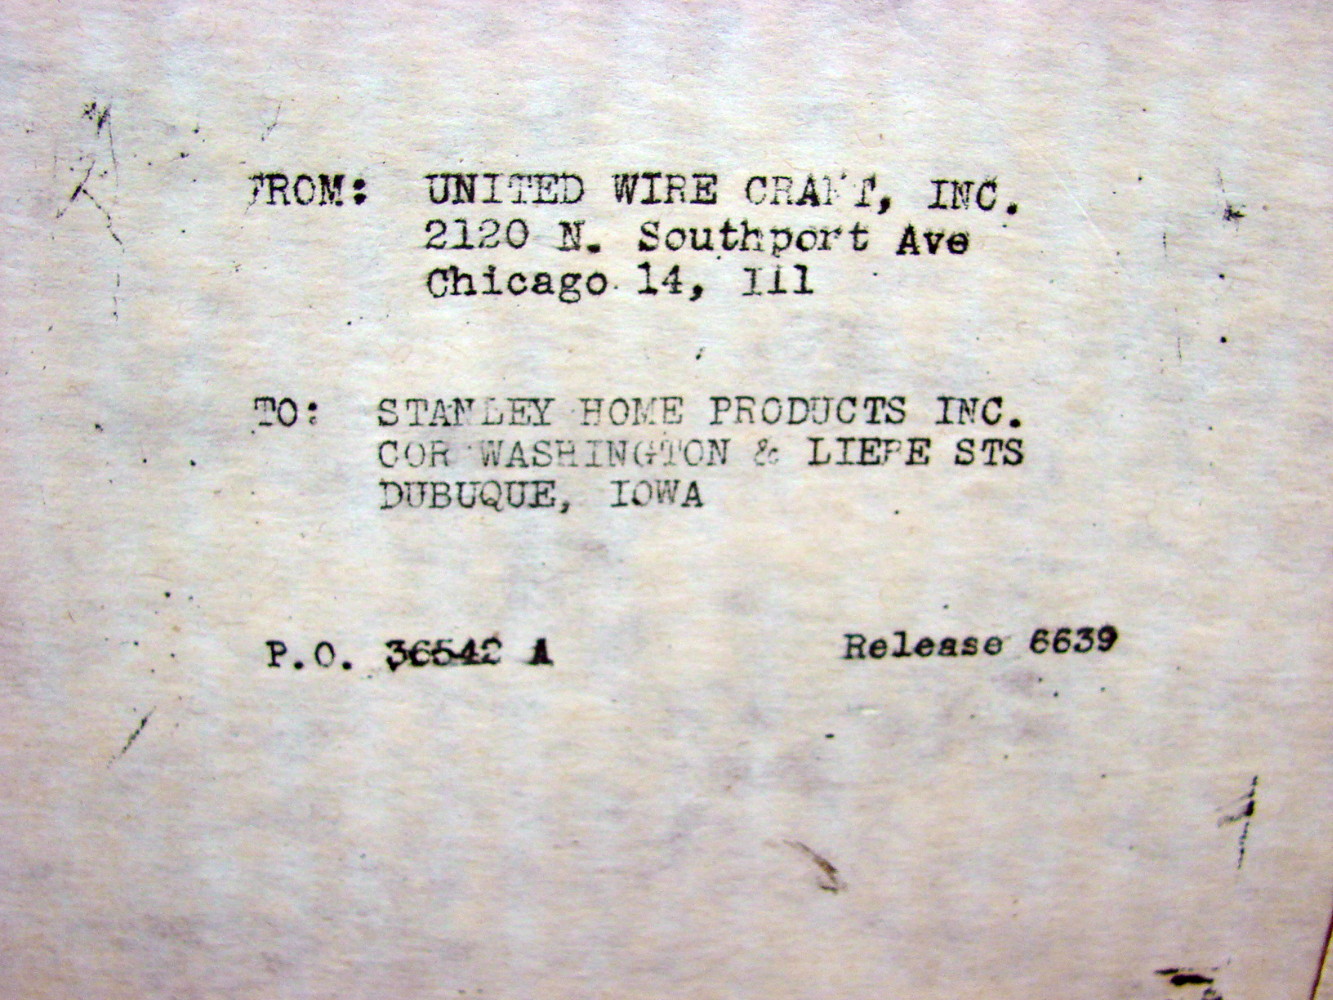 FROM: UNITED WIRE CRAFT, INC.
2120 N. Southport Ave
Chicago 14, Ill
TO: STANLEY HOME PRODUCTS INC.
COR WASHINGTON & LIEPE STS
DUBUQUE, IOWA
P.O. 36542 A Release 6639